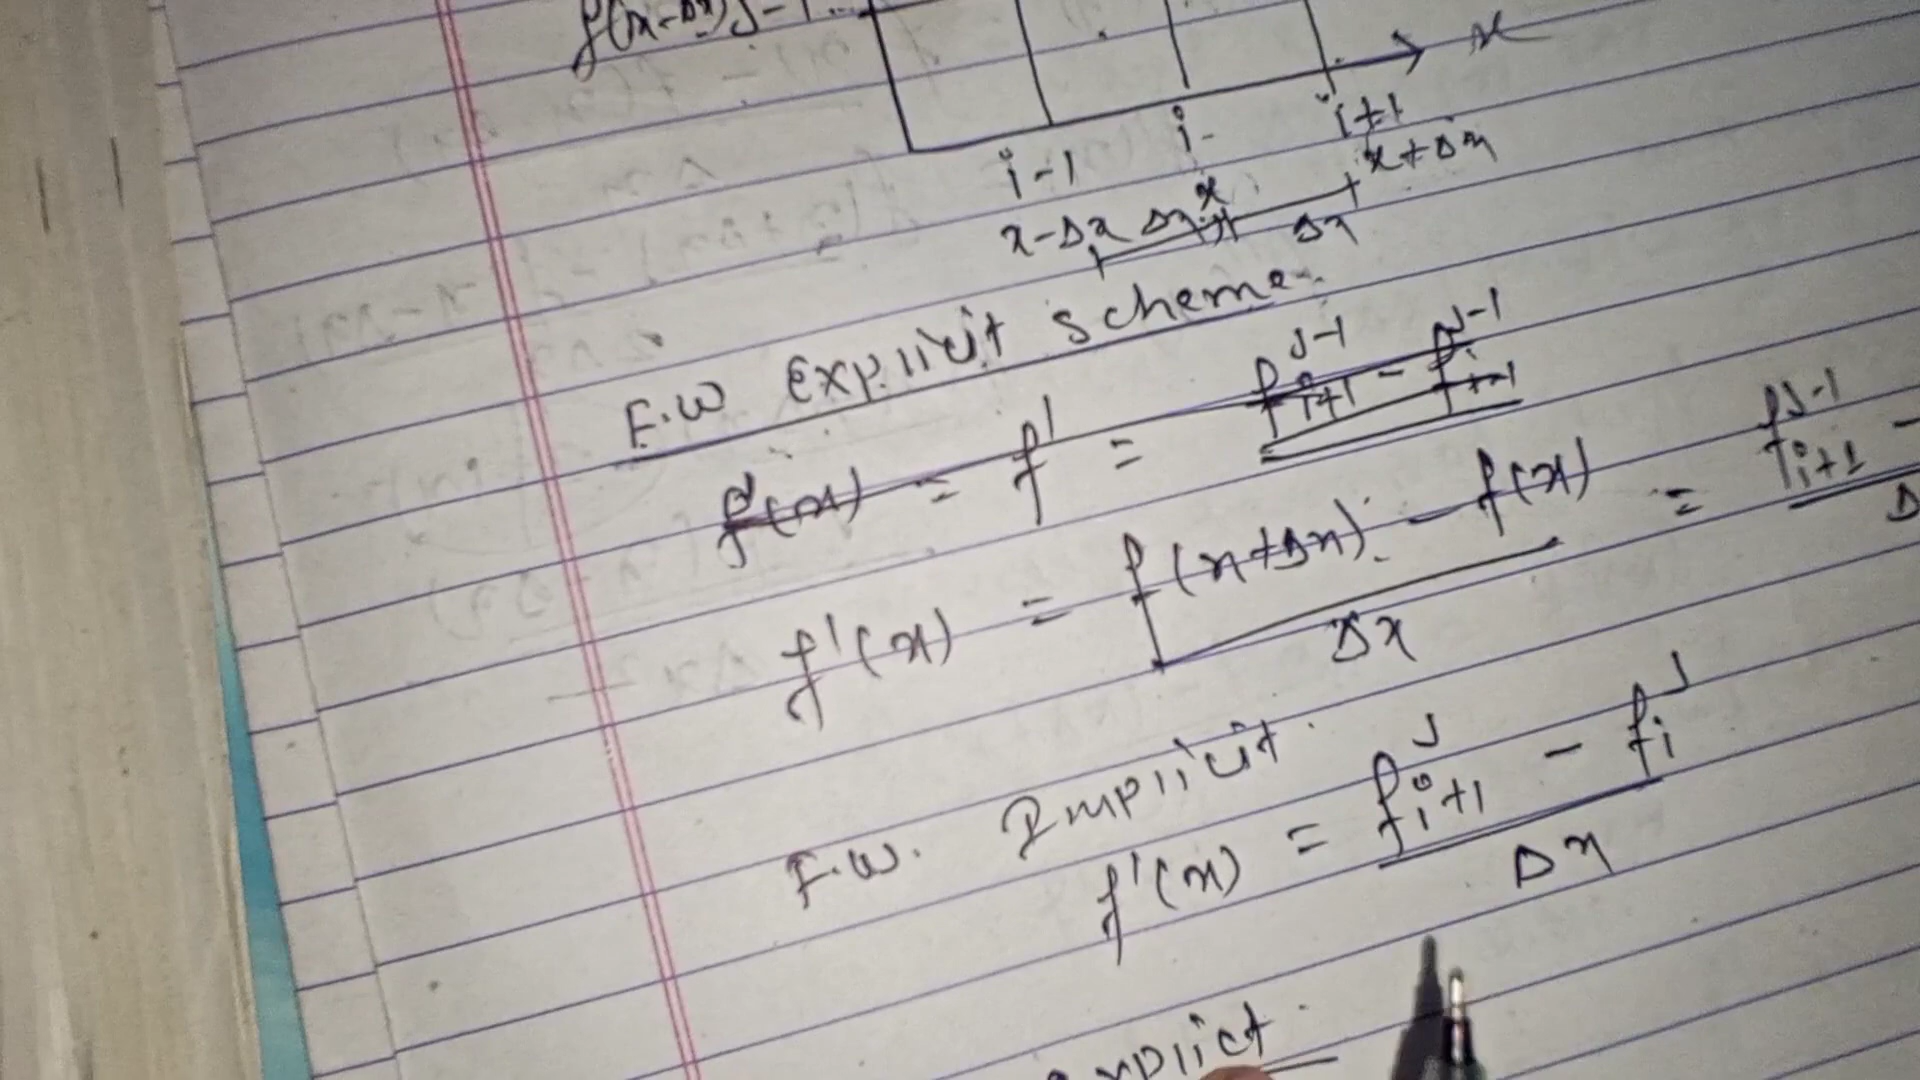 f(x-Δx) j-1
x
i-1 i i+1
x-Δx Δx x Δx x+Δx
F.W Explicit scheme
f'(x) = f' = f_{i+1}^{j-1} - f_{i-1}^{j-1}
f'(x) = f(x+Δx) - f(x) / Δx = f_{i+1}^{j-1} -
F.W. Implicit
f'(x) = f_{i+1}^{j} - f_{i}^{j} / Δx